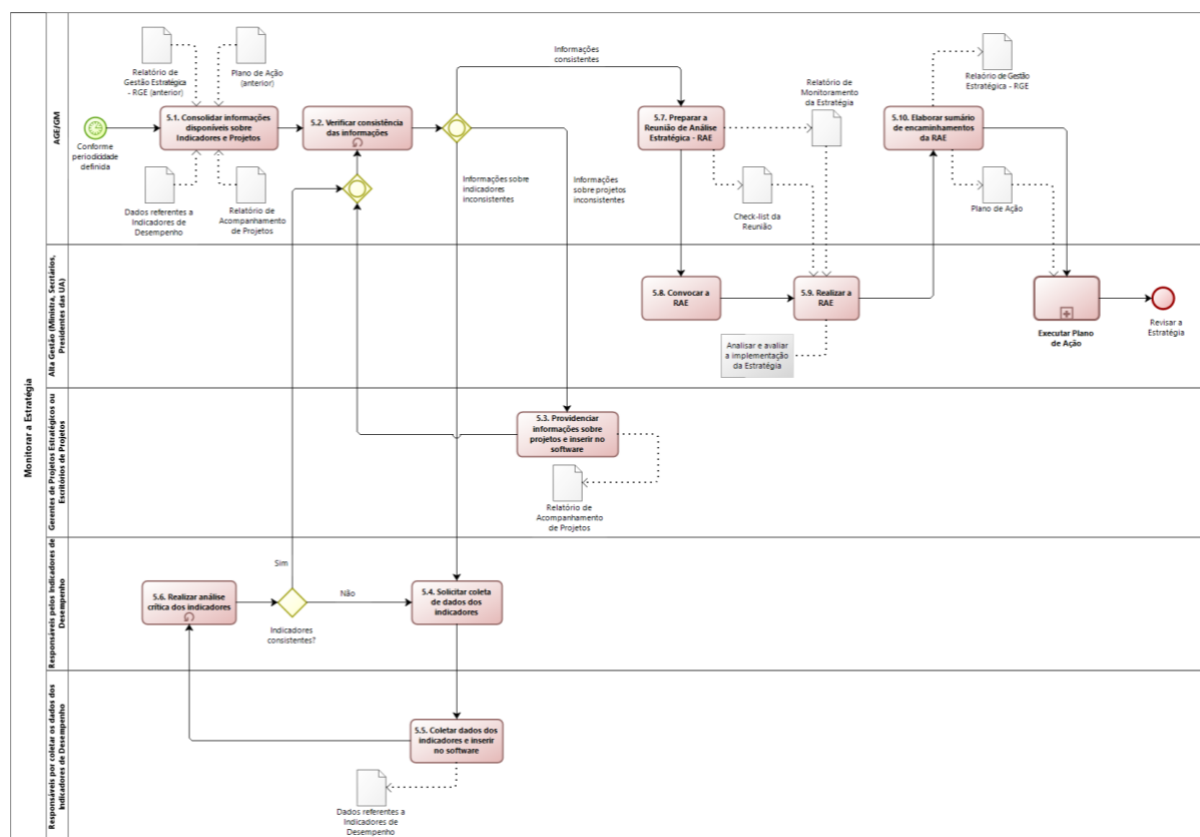 Monitorar a Estratégia
AGE/GM
Conforme
periodicidade
definida
Relatório de
Gestão Estratégica
- RGE (anterior)
Plano de Ação
(anterior)
5.1. Consolidar informações
disponíveis sobre
Indicadores e Projetos
Dados referentes a
Indicadores de
Desempenho
Relatório de
Acompanhamento
de Projetos
5.2. Verificar consistência
das informações
Informações
consistentes
Informações sobre
indicadores
inconsistentes
Informações
sobre projetos
inconsistentes
5.7. Preparar a
Reunião de Análise
Estratégica - RAE
Relatório de
Monitoramento
da Estratégia
Check-list da
Reunião
5.10. Elaborar sumário
de encaminhamentos
da RAE
Relaório de Gestão
Estratégica - RGE
Plano de Ação
Alta Gestão (Ministra, Secritários,
Presidentes das UA)
5.8. Convocar a
RAE
5.9. Realizar a
RAE
Analisar e avaliar
a implementação
da Estratégia
Executar Plano
de Ação
Revisar a
Estratégia
Gerentes de Projetos Estratégicos ou
Escritórios de Projetos
5.3. Providenciar
informações sobre
projetos e inserir no
software
Relatório de
Acompanhamento
de Projetos
Responsáveis pelos Indicadores de
Desempenho
5.6. Realizar análise
crítica dos indicadores
Sim
Não
Indicadores
consistentes?
5.4. Solicitar coleta
de dados dos
indicadores
Responsáveis por coletar os dados dos
Indicadores de Desempenho
5.5. Coletar dados dos
indicadores e inserir
no software
Dados referentes a
Indicadores de
Desempenho